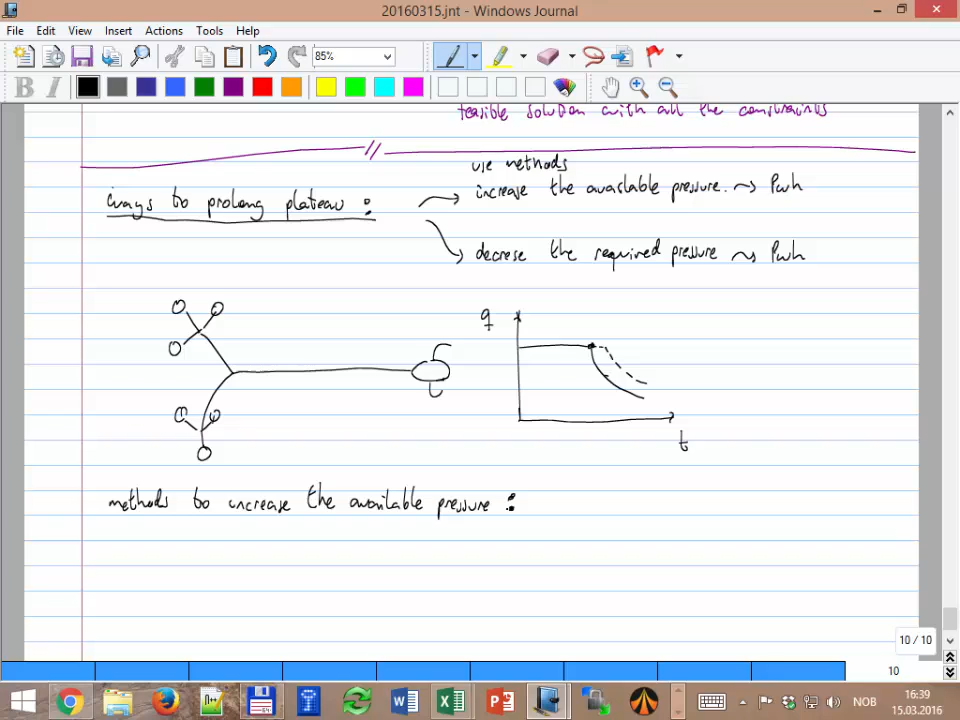 20160315.jnt - Windows Journal
File Edit View Insert Actions Tools Help
85%
B I
feasible solution with all the constraints
use methods
ways to prolong plateau :
increase the available pressure. ~> Pwh
decrese the required pressure ~> Pwh
q
t
methods to increase the available pressure :
10 / 10
10
NOB
16:39
15.03.2016